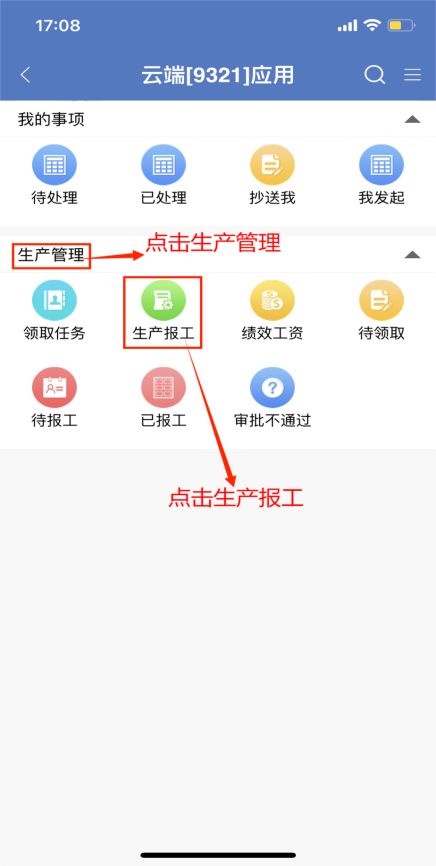 17:08
云端[9321]应用
我的事项
待处理 已处理 抄送我 我发起
生产管理 点击生产管理
领取任务 生产报工 绩效工资 待领取
待报工 已报工 审批不通过
点击生产报工